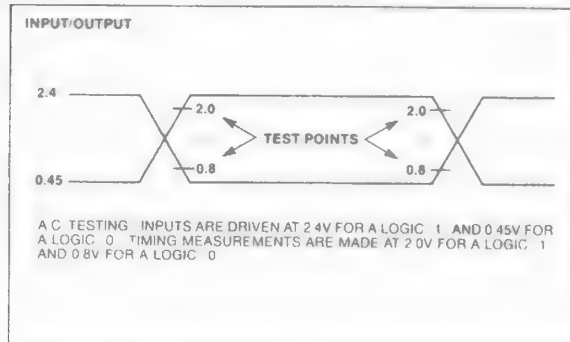 INPUT/OUTPUT
2.4
2.0
2.0
TEST POINTS
0.8
0.8
0.45
A C TESTING INPUTS ARE DRIVEN AT 2 4V FOR A LOGIC 1 AND 0 45V FOR
A LOGIC 0 TIMING MEASUREMENTS ARE MADE AT 2 0V FOR A LOGIC 1
AND 0 8V FOR A LOGIC 0